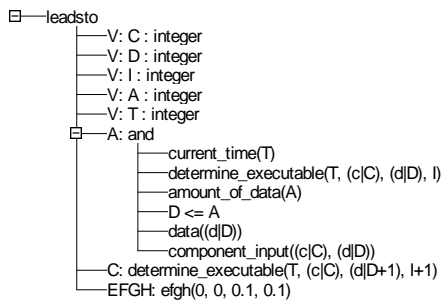 leadsto
V: C : integer
V: D : integer
V: I : integer
V: A : integer
V: T : integer
A: and
current_time(T)
determine_executable(T, (c|C), (d|D), I)
amount_of_data(A)
D <= A
data((d|D))
component_input((c|C), (d|D))
C: determine_executable(T, (c|C), (d|D+1), I+1)
EFGH: efgh(0, 0, 0.1, 0.1)